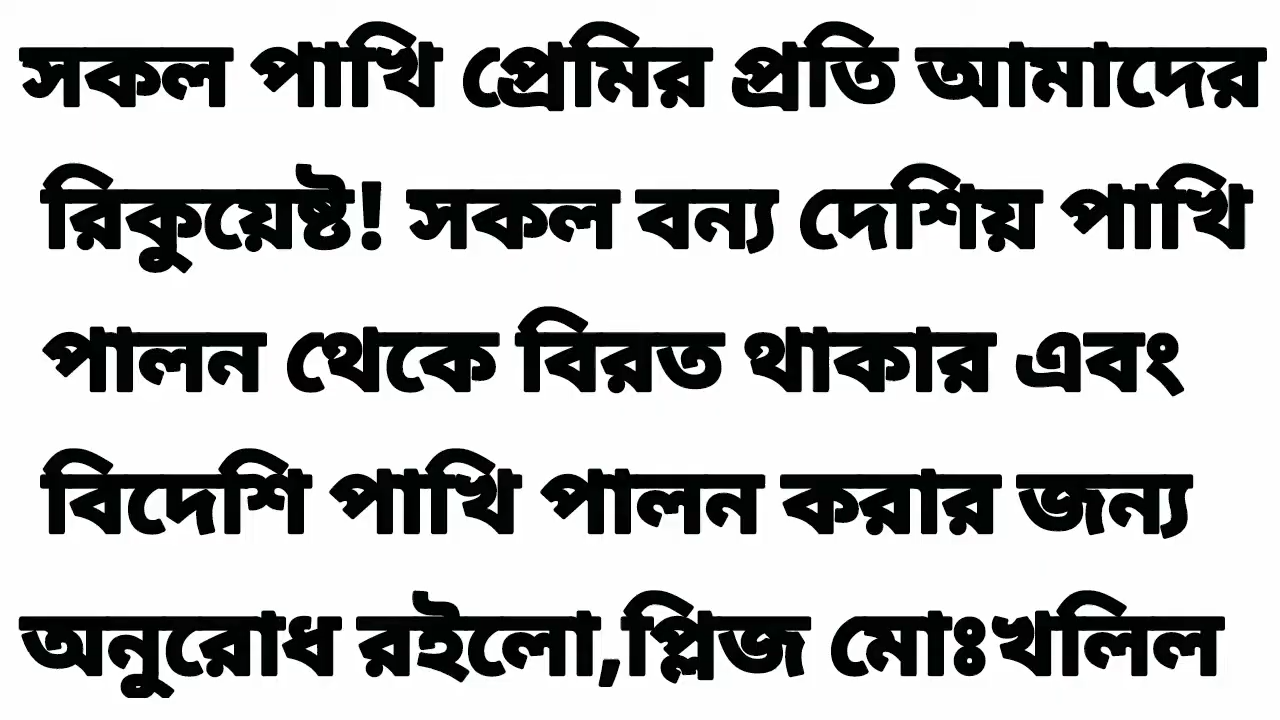 সকল পাখি প্রেমির প্রতি আমাদের
রিকুয়েষ্ট! সকল বন্য দেশিয় পাখি
পালন থেকে বিরত থাকার এবং
বিদেশি পাখি পালন করার জন্য
অনুরোধ রইলো,প্লিজ মোঃখলিল